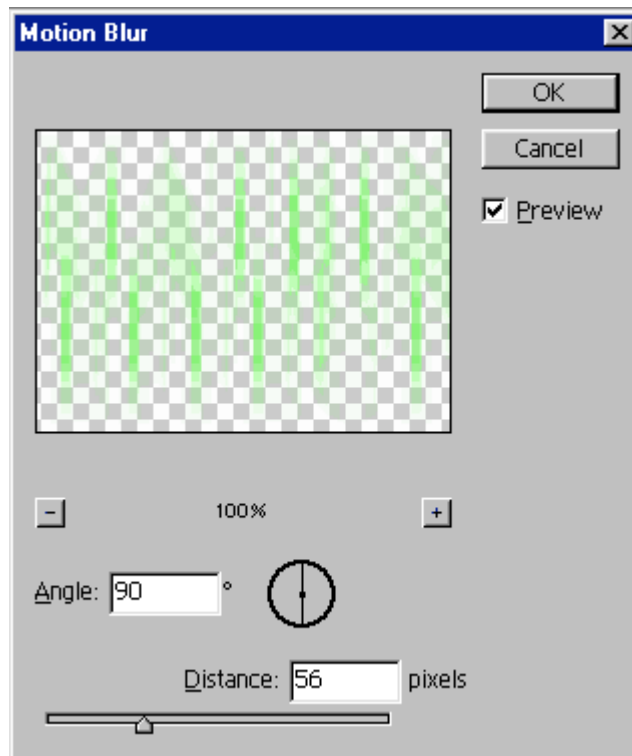 Motion Blur
OK
Cancel
Preview
- 100% +
Angle: 90 °
Distance: 56 pixels